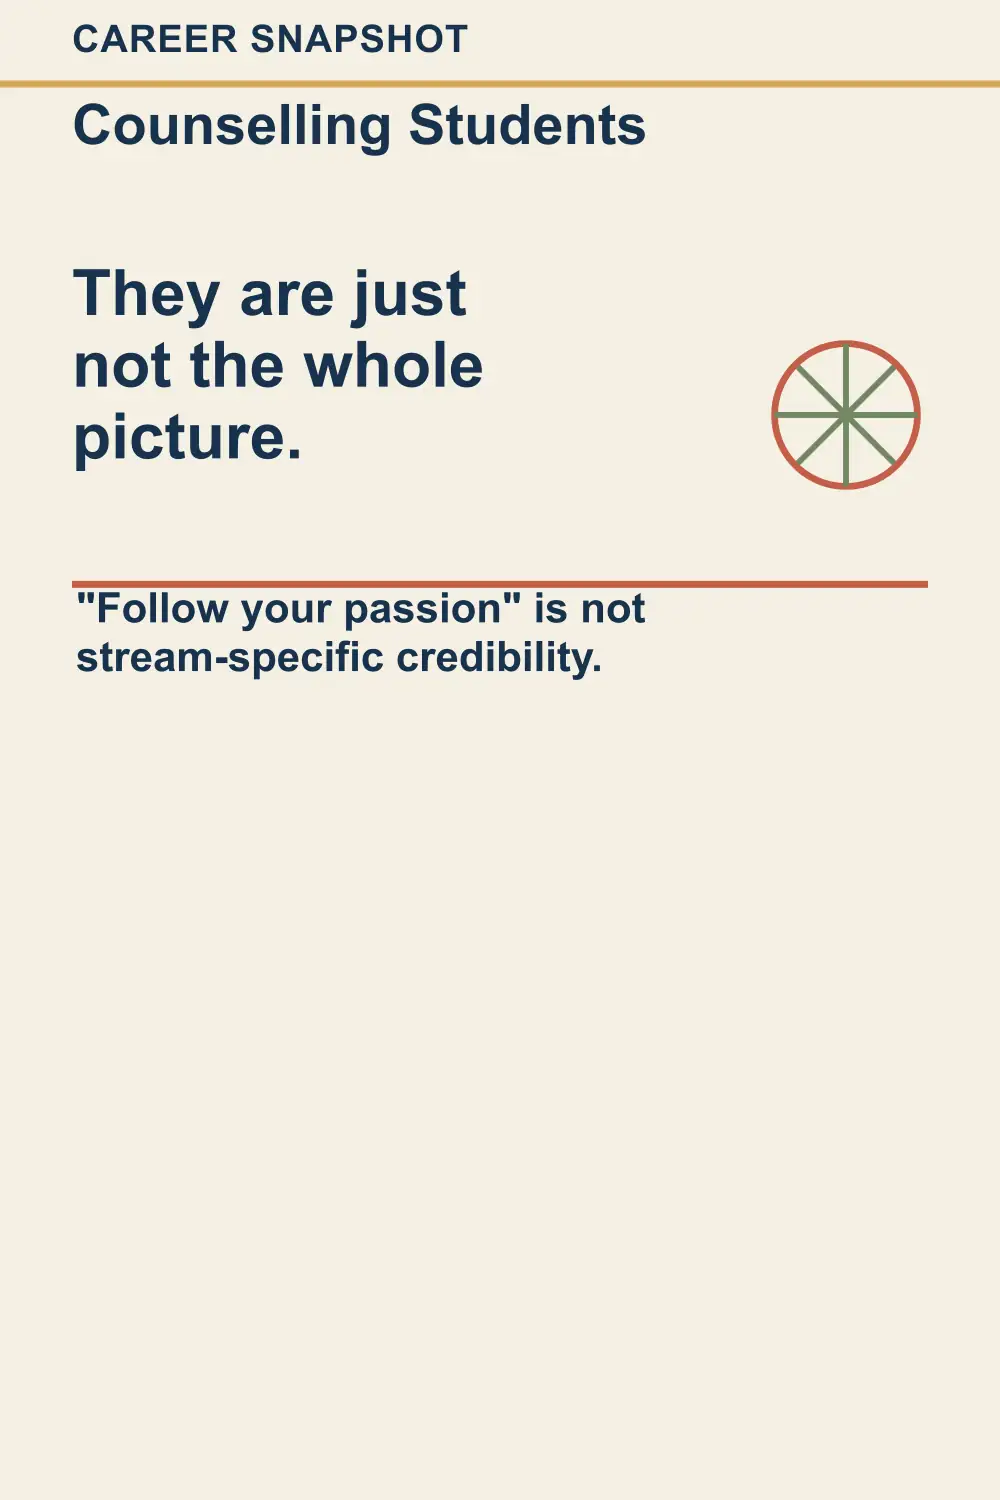 CAREER SNAPSHOT
Counselling Students
They are just
not the whole
picture.
"Follow your passion" is not
stream-specific credibility.